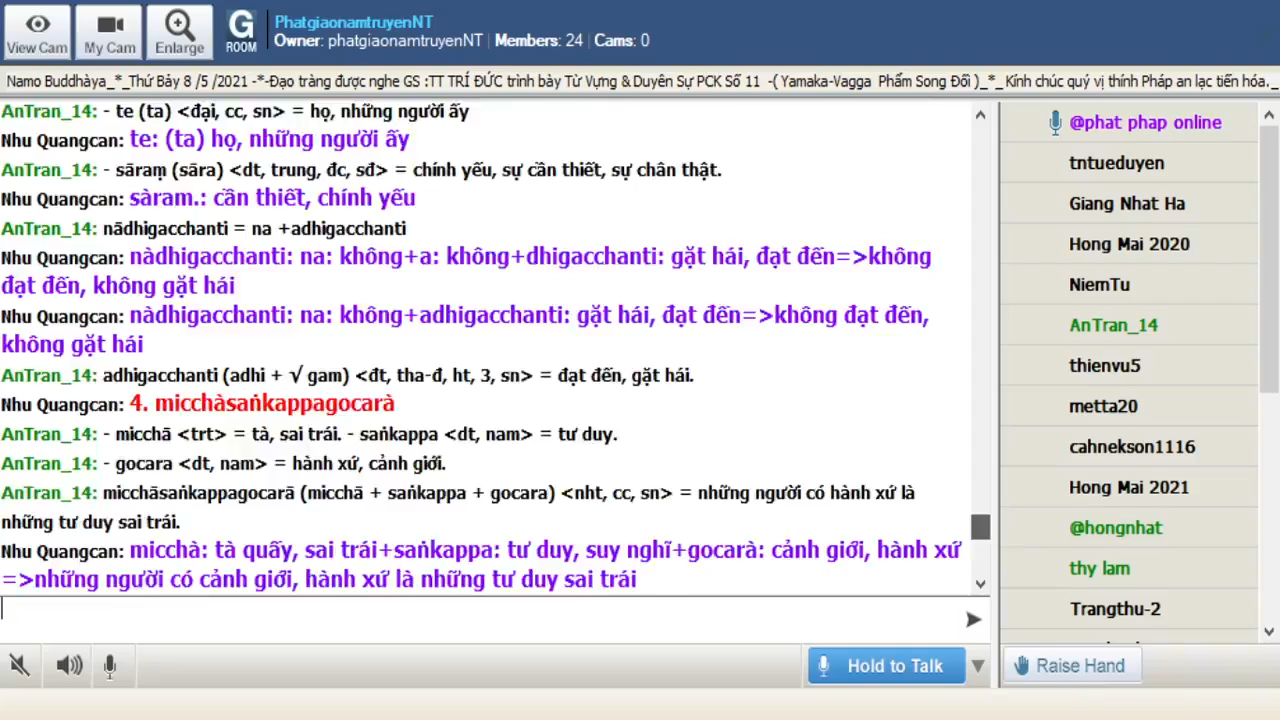 View Cam
My Cam
Enlarge
G
ROOM
PhatgiaonamtruyenNT
Owner: phatgiaonamtruyenNT | Members: 24 | Cams: 0
Namo Buddhàya_*_Thứ Bảy 8 /5 /2021 -*-Đạo tràng được nghe GS :TT TRÍ ĐỨC trình bày Từ Vựng & Duyên Sự PCK Số 11 -( Yamaka-Vagga Phẩm Song Đối )_*_ Kính chúc quý vị thính Pháp an lạc tiến hóa._
AnTran_14: - te (ta) <đại, cc, sn> = họ, những người ấy
Nhu Quangcan: te: (ta) họ, những người ấy
AnTran_14: - sāraṃ (sāra) <dt, trung, đc, sđ> = chính yếu, sự cần thiết, sự chân thật.
Nhu Quangcan: sàram.: cần thiết, chính yếu
AnTran_14: nādhigacchanti = na +adhigacchanti
Nhu Quangcan: nàdhigacchanti: na: không+a: không+dhigacchanti: gặt hái, đạt đến=>không
đạt đến, không gặt hái
Nhu Quangcan: nàdhigacchanti: na: không+adhigacchanti: gặt hái, đạt đến=>không đạt đến,
không gặt hái
AnTran_14: adhigacchanti (adhi + √ gam) <đt, tha-đ, ht, 3, sn> = đạt đến, gặt hái.
Nhu Quangcan: 4. micchàsaṅkappagocarà
AnTran_14: - micchā <trt> = tà, sai trái. - saṅkappa <dt, nam> = tư duy.
AnTran_14: - gocara <dt, nam> = hành xứ, cảnh giới.
AnTran_14: micchāsaṅkappagocarā (micchā + saṅkappa + gocara) <nht, cc, sn> = những người có hành xứ là
những tư duy sai trái.
Nhu Quangcan: micchà: tà quấy, sai trái+saṅkappa: tư duy, suy nghĩ+gocarà: cảnh giới, hành xứ
=>những người có cảnh giới, hành xứ là những tư duy sai trái
@phat phap online
tntueduyen
Giang Nhat Ha
Hong Mai 2020
NiemTu
AnTran_14
thienvu5
metta20
cahnekson1116
Hong Mai 2021
@hongnhat
thy lam
Trangthu-2
Hold to Talk
Raise Hand